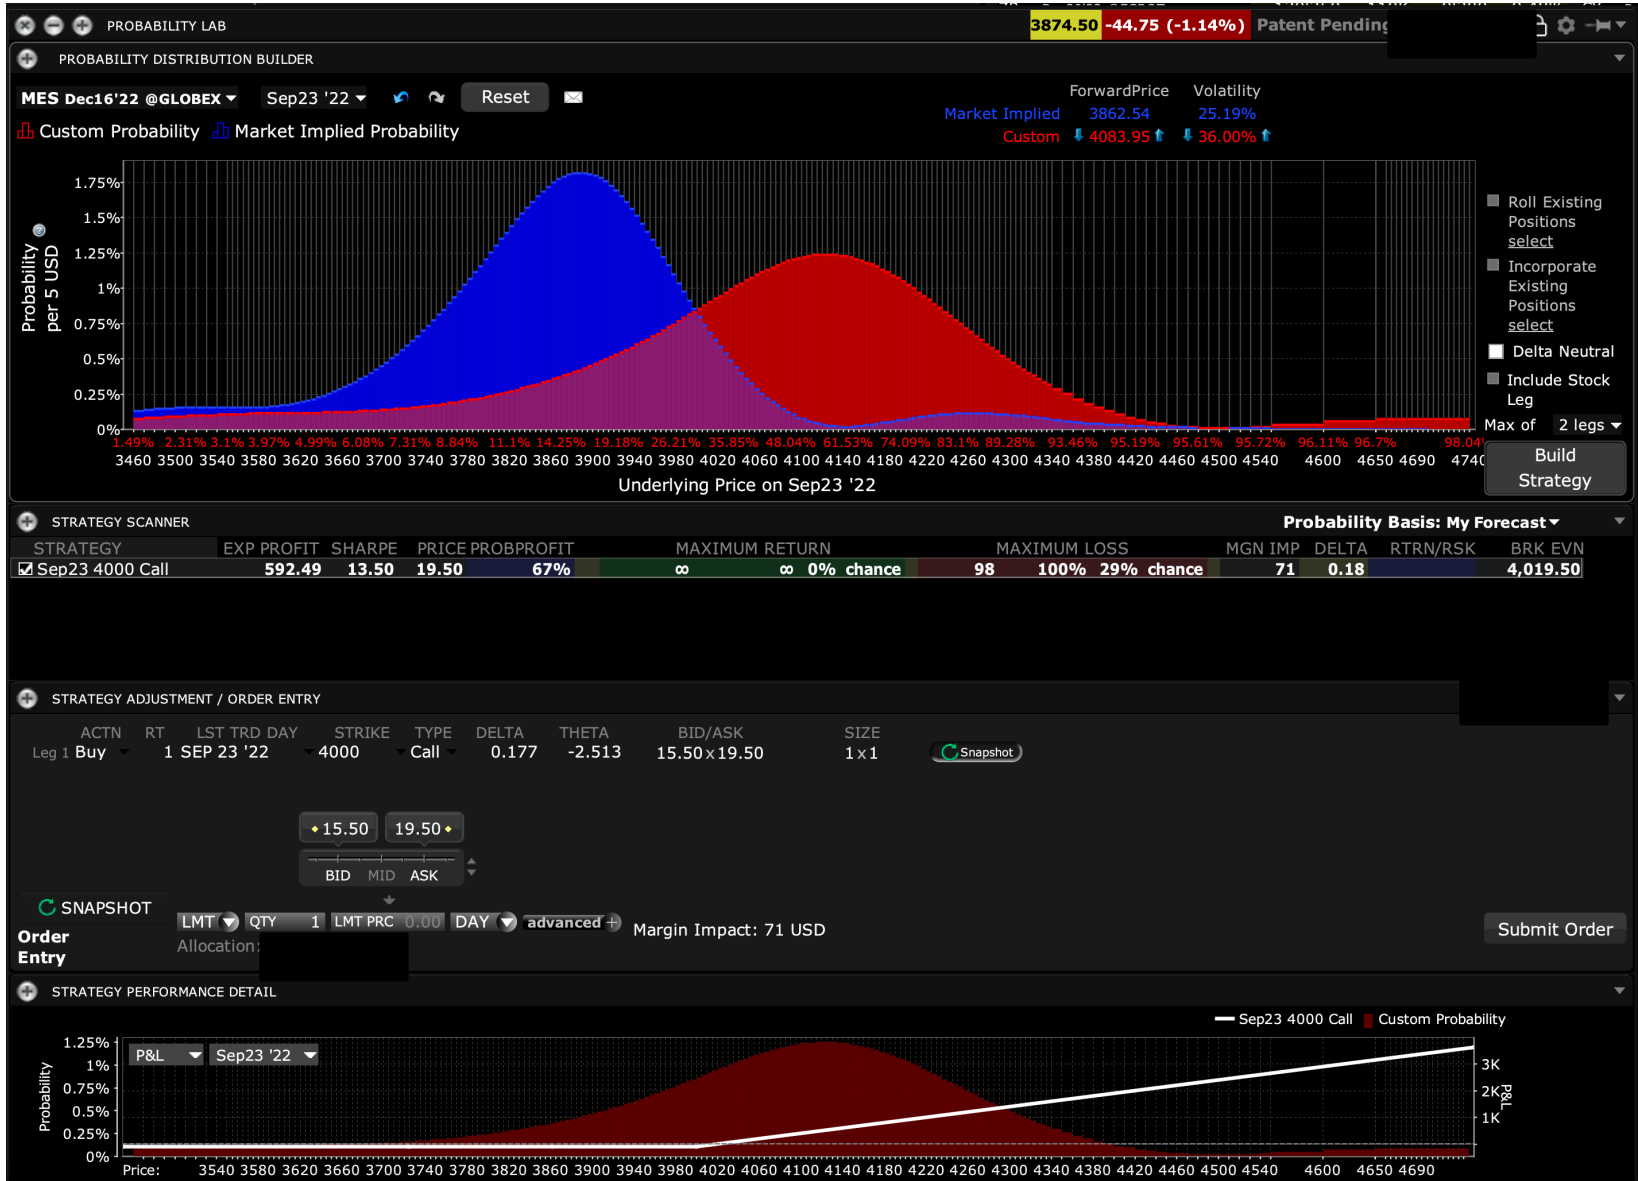 PROBABILITY LAB
3874.50 -44.75 (-1.14%) Patent Pending
PROBABILITY DISTRIBUTION BUILDER
MES Dec16'22 @GLOBEX Sep23 '22 Reset
ForwardPrice Volatility
Market Implied 3862.54 25.19%
Custom 4083.95 36.00%
Custom Probability Market Implied Probability
1.75%
1.5%
1.25%
1%
0.75%
0.5%
0.25%
0%
Probability
per 5 USD
1.49% 2.31% 3.1% 3.97% 4.99% 6.08% 7.31% 8.84% 11.1% 14.25% 19.18% 26.21% 35.85% 48.04% 61.53% 74.09% 83.1% 89.28% 93.46% 95.19% 95.61% 95.72% 96.11% 96.7% 98.04%
3460 3500 3540 3580 3620 3660 3700 3740 3780 3820 3860 3900 3940 3980 4020 4060 4100 4140 4180 4220 4260 4300 4340 4380 4420 4460 4500 4540 4600 4650 4690 4740
Underlying Price on Sep23 '22
Roll Existing
Positions
select
Incorporate
Existing
Positions
select
Delta Neutral
Include Stock
Leg
Max of 2 legs
Build
Strategy
STRATEGY SCANNER
Probability Basis: My Forecast
STRATEGY EXP PROFIT SHARPE PRICE PROBPROFIT MAXIMUM RETURN MAXIMUM LOSS MGN IMP DELTA RTRN/RSK BRK EVN
Sep23 4000 Call 592.49 13.50 19.50 67% ∞ ∞ 0% chance 98 100% 29% chance 71 0.18 4,019.50
STRATEGY ADJUSTMENT / ORDER ENTRY
ACTN RT LST TRD DAY STRIKE TYPE DELTA THETA BID/ASK SIZE
Leg 1 Buy 1 SEP 23 '22 4000 Call 0.177 -2.513 15.50 x 19.50 1 x 1 Snapshot
15.50 19.50
BID MID ASK
SNAPSHOT
LMT QTY 1 LMT PRC 0.00 DAY advanced + Margin Impact: 71 USD
Submit Order
Order
Entry
Allocation:
STRATEGY PERFORMANCE DETAIL
Sep23 4000 Call Custom Probability
P&L Sep23 '22
1.25%
1%
0.75%
0.5%
0.25%
0%
Probability
3K
2K
1K
P&L
Price: 3540 3580 3620 3660 3700 3740 3780 3820 3860 3900 3940 3980 4020 4060 4100 4140 4180 4220 4260 4300 4340 4380 4420 4460 4500 4540 4600 4650 4690